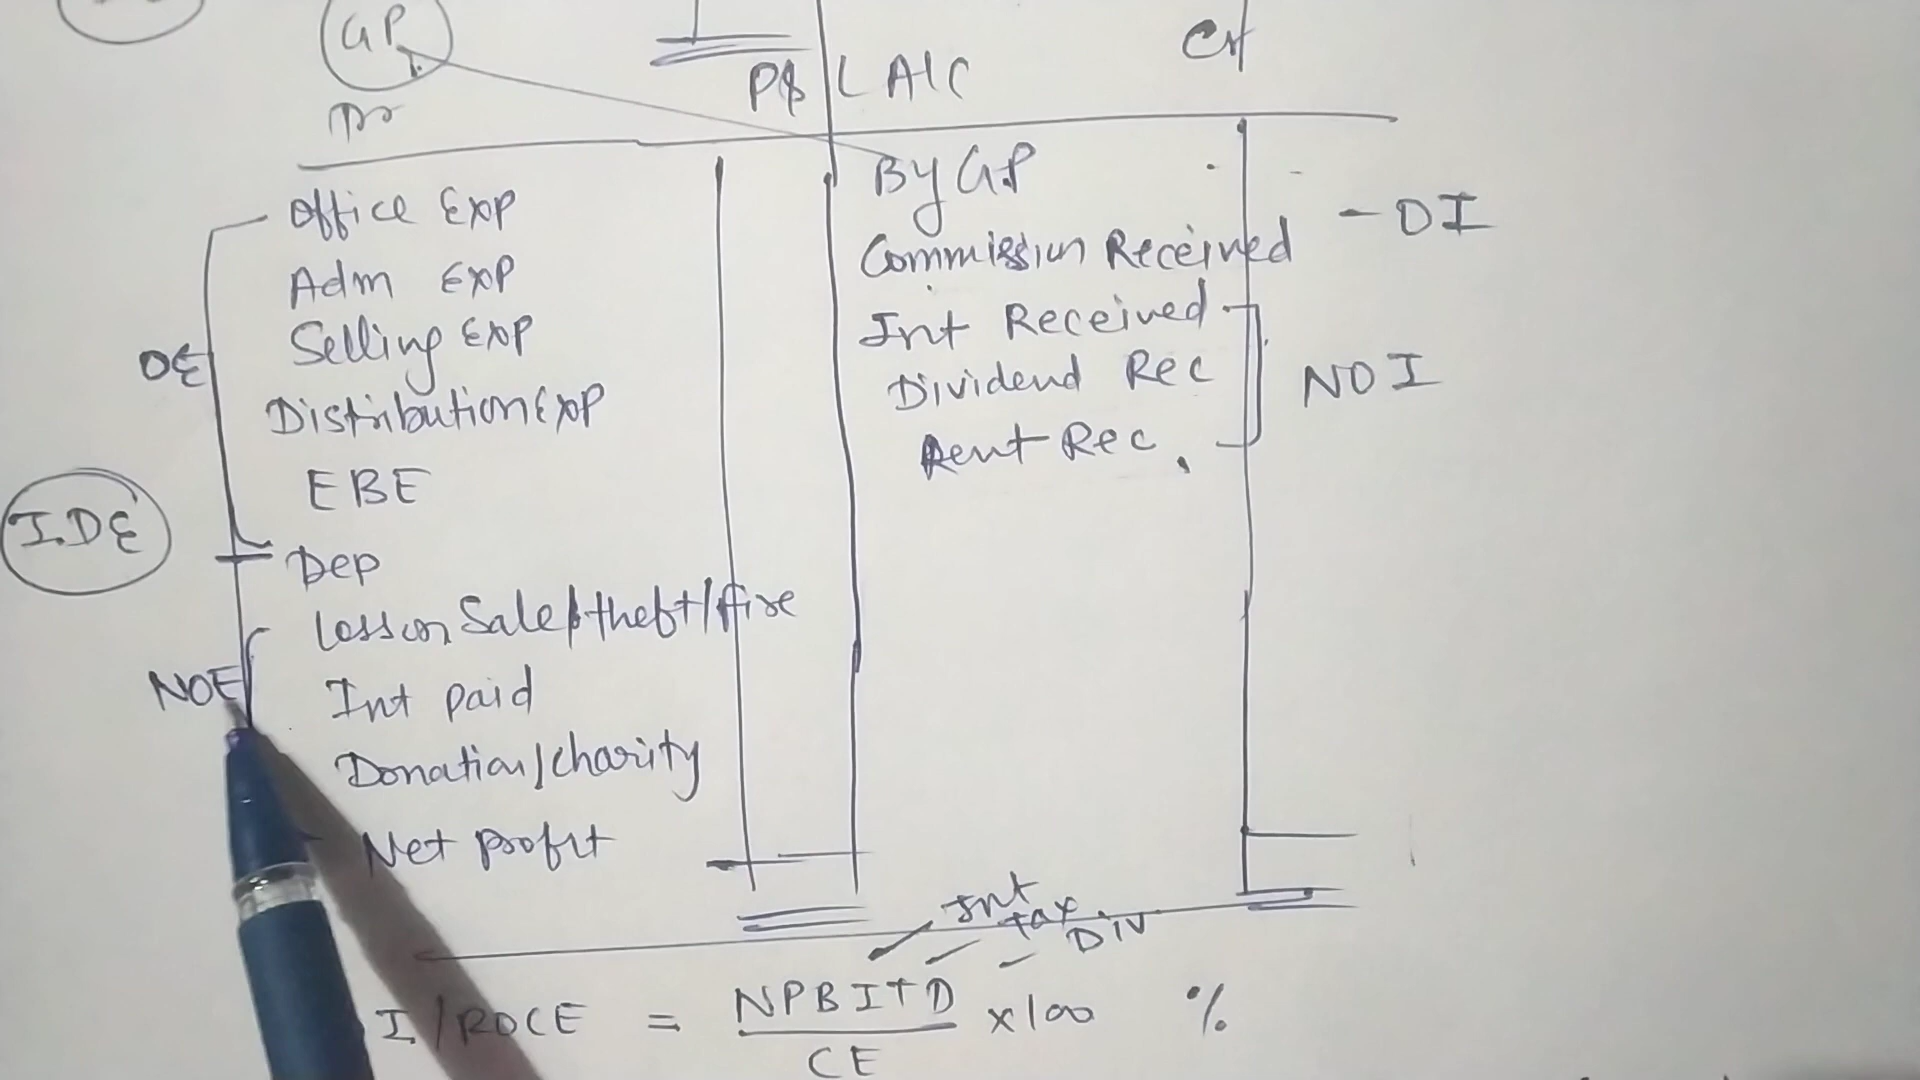 GP
Dr
P & L A/C
Cr
Office Exp
Adm Exp
Selling Exp
Distribution Exp
EBE
Dep
Loss on Sale/theft/fire
Int paid
Donation/charity
Net profit
OE
I.DE
NOE
By GP
Commission Received
Int Received
Dividend Rec
Rent Rec.
- OI
NOI
Int
tax
Div
I/ROCE = NPBITD x100 %
CE